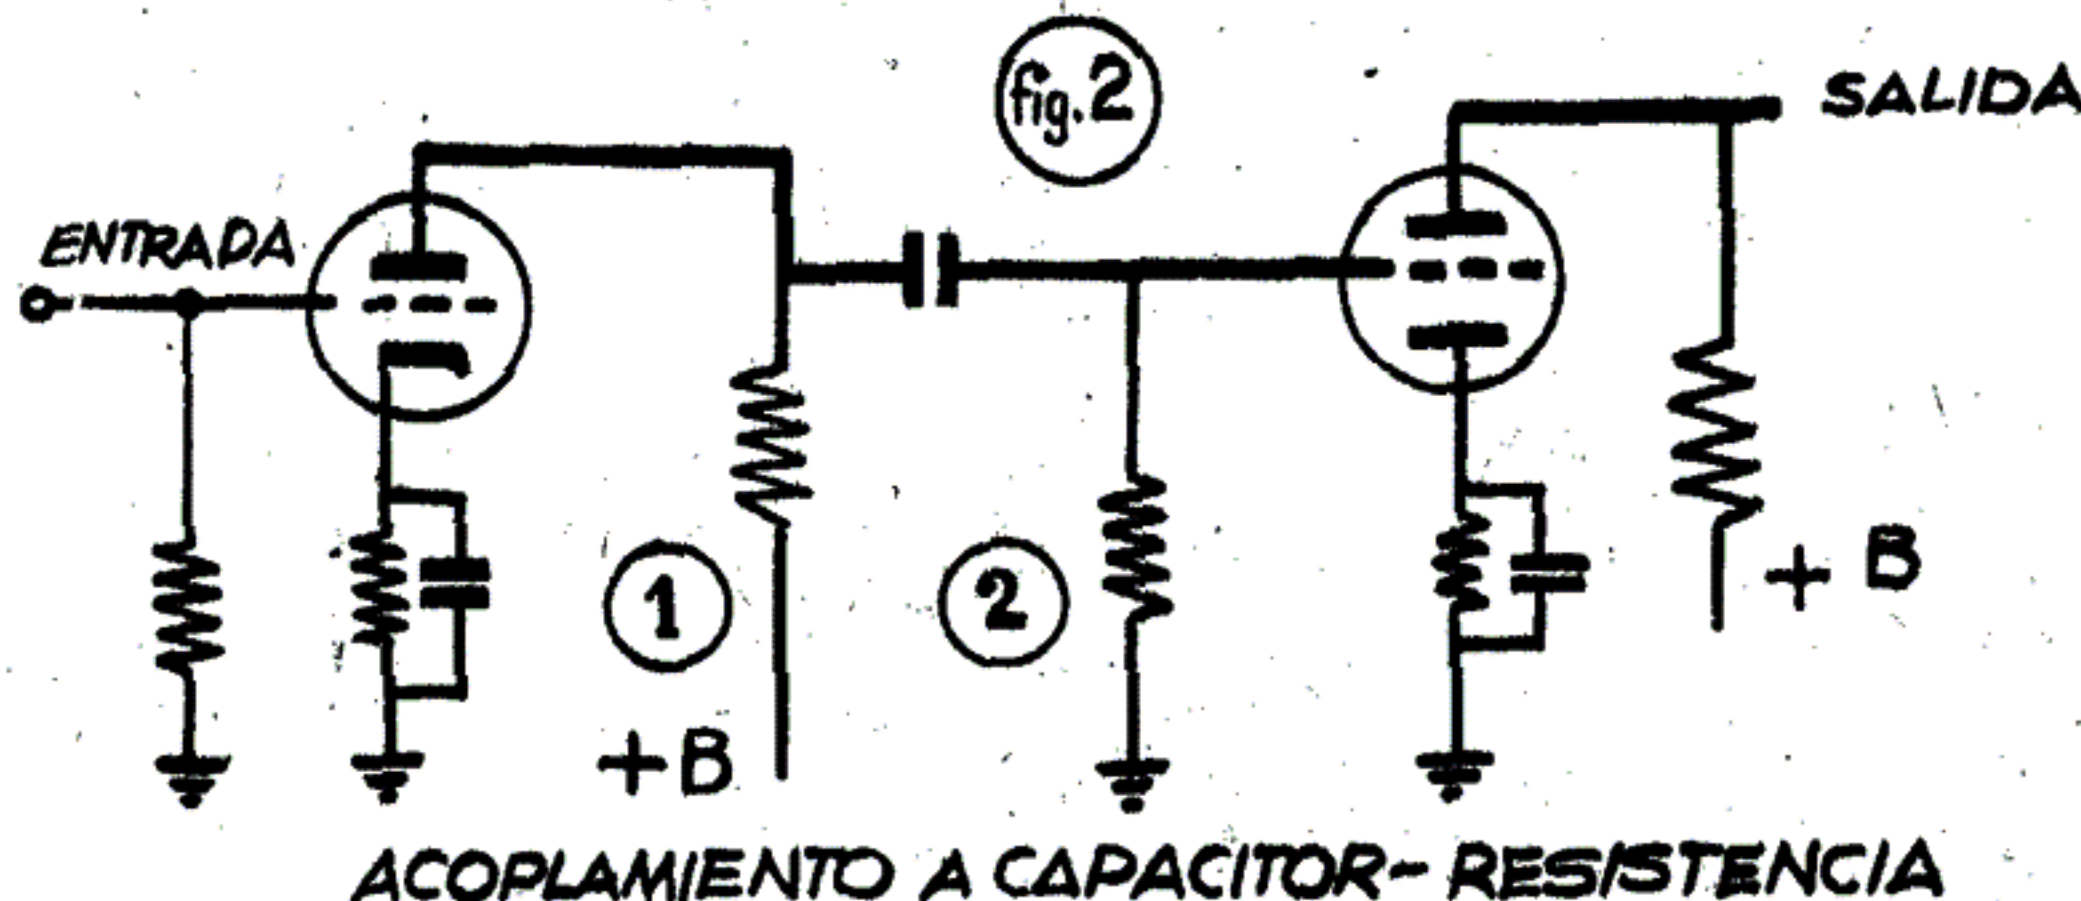 fig.2
SALIDA
ENTRADA
1
2
+ B
+B
ACOPLAMIENTO A CAPACITOR- RESISTENCIA